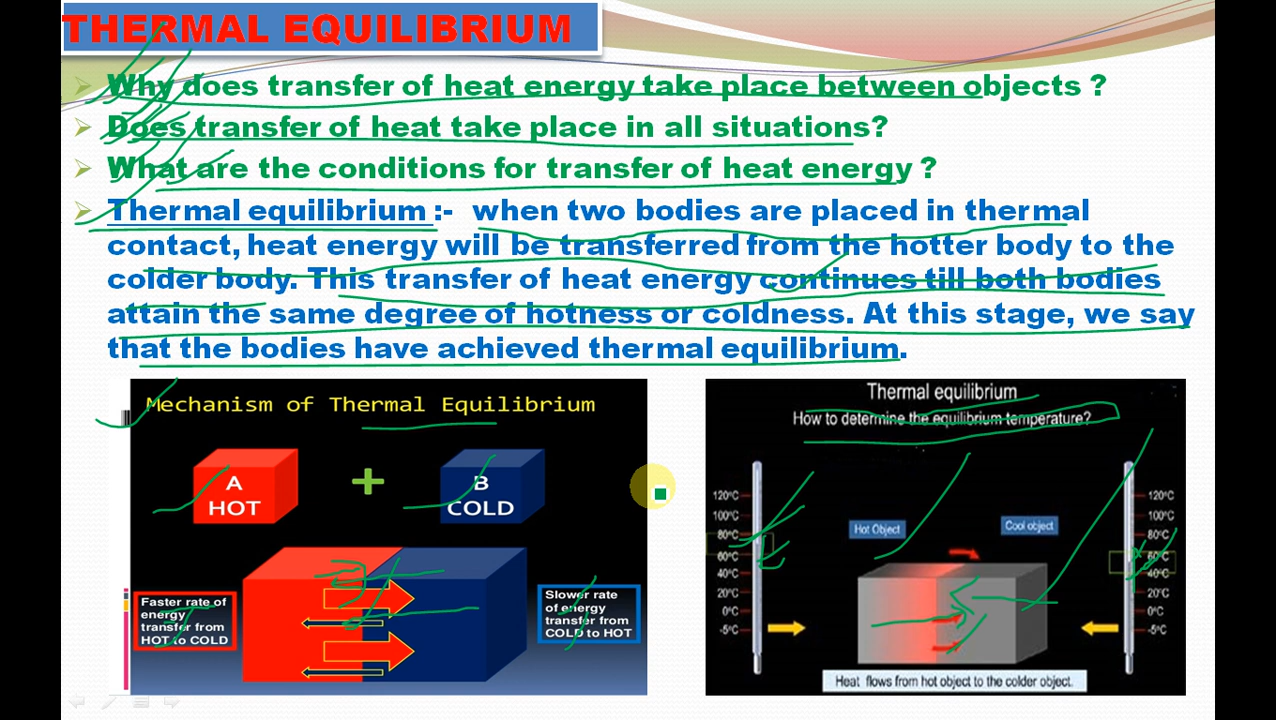 THERMAL EQUILIBRIUM
Why does transfer of heat energy take place between objects ?
Does transfer of heat take place in all situations?
What are the conditions for transfer of heat energy ?
Thermal equilibrium :- when two bodies are placed in thermal
contact, heat energy will be transferred from the hotter body to the
colder body. This transfer of heat energy continues till both bodies
attain the same degree of hotness or coldness. At this stage, we say
that the bodies have achieved thermal equilibrium.
Mechanism of Thermal Equilibrium
A
HOT
+
B
COLD
Faster rate of
energy
transfer from
HOT to COLD
Slower rate
of energy
transfer from
COLD to HOT
Thermal equilibrium
How to determine the equilibrium temperature?
120°C
100°C
80°C
60°C
40°C
20°C
0°C
-5°C
Hot Object
Cool object
120°C
100°C
80°C
60°C
40°C
20°C
0°C
-5°C
Heat flows from hot object to the colder object.